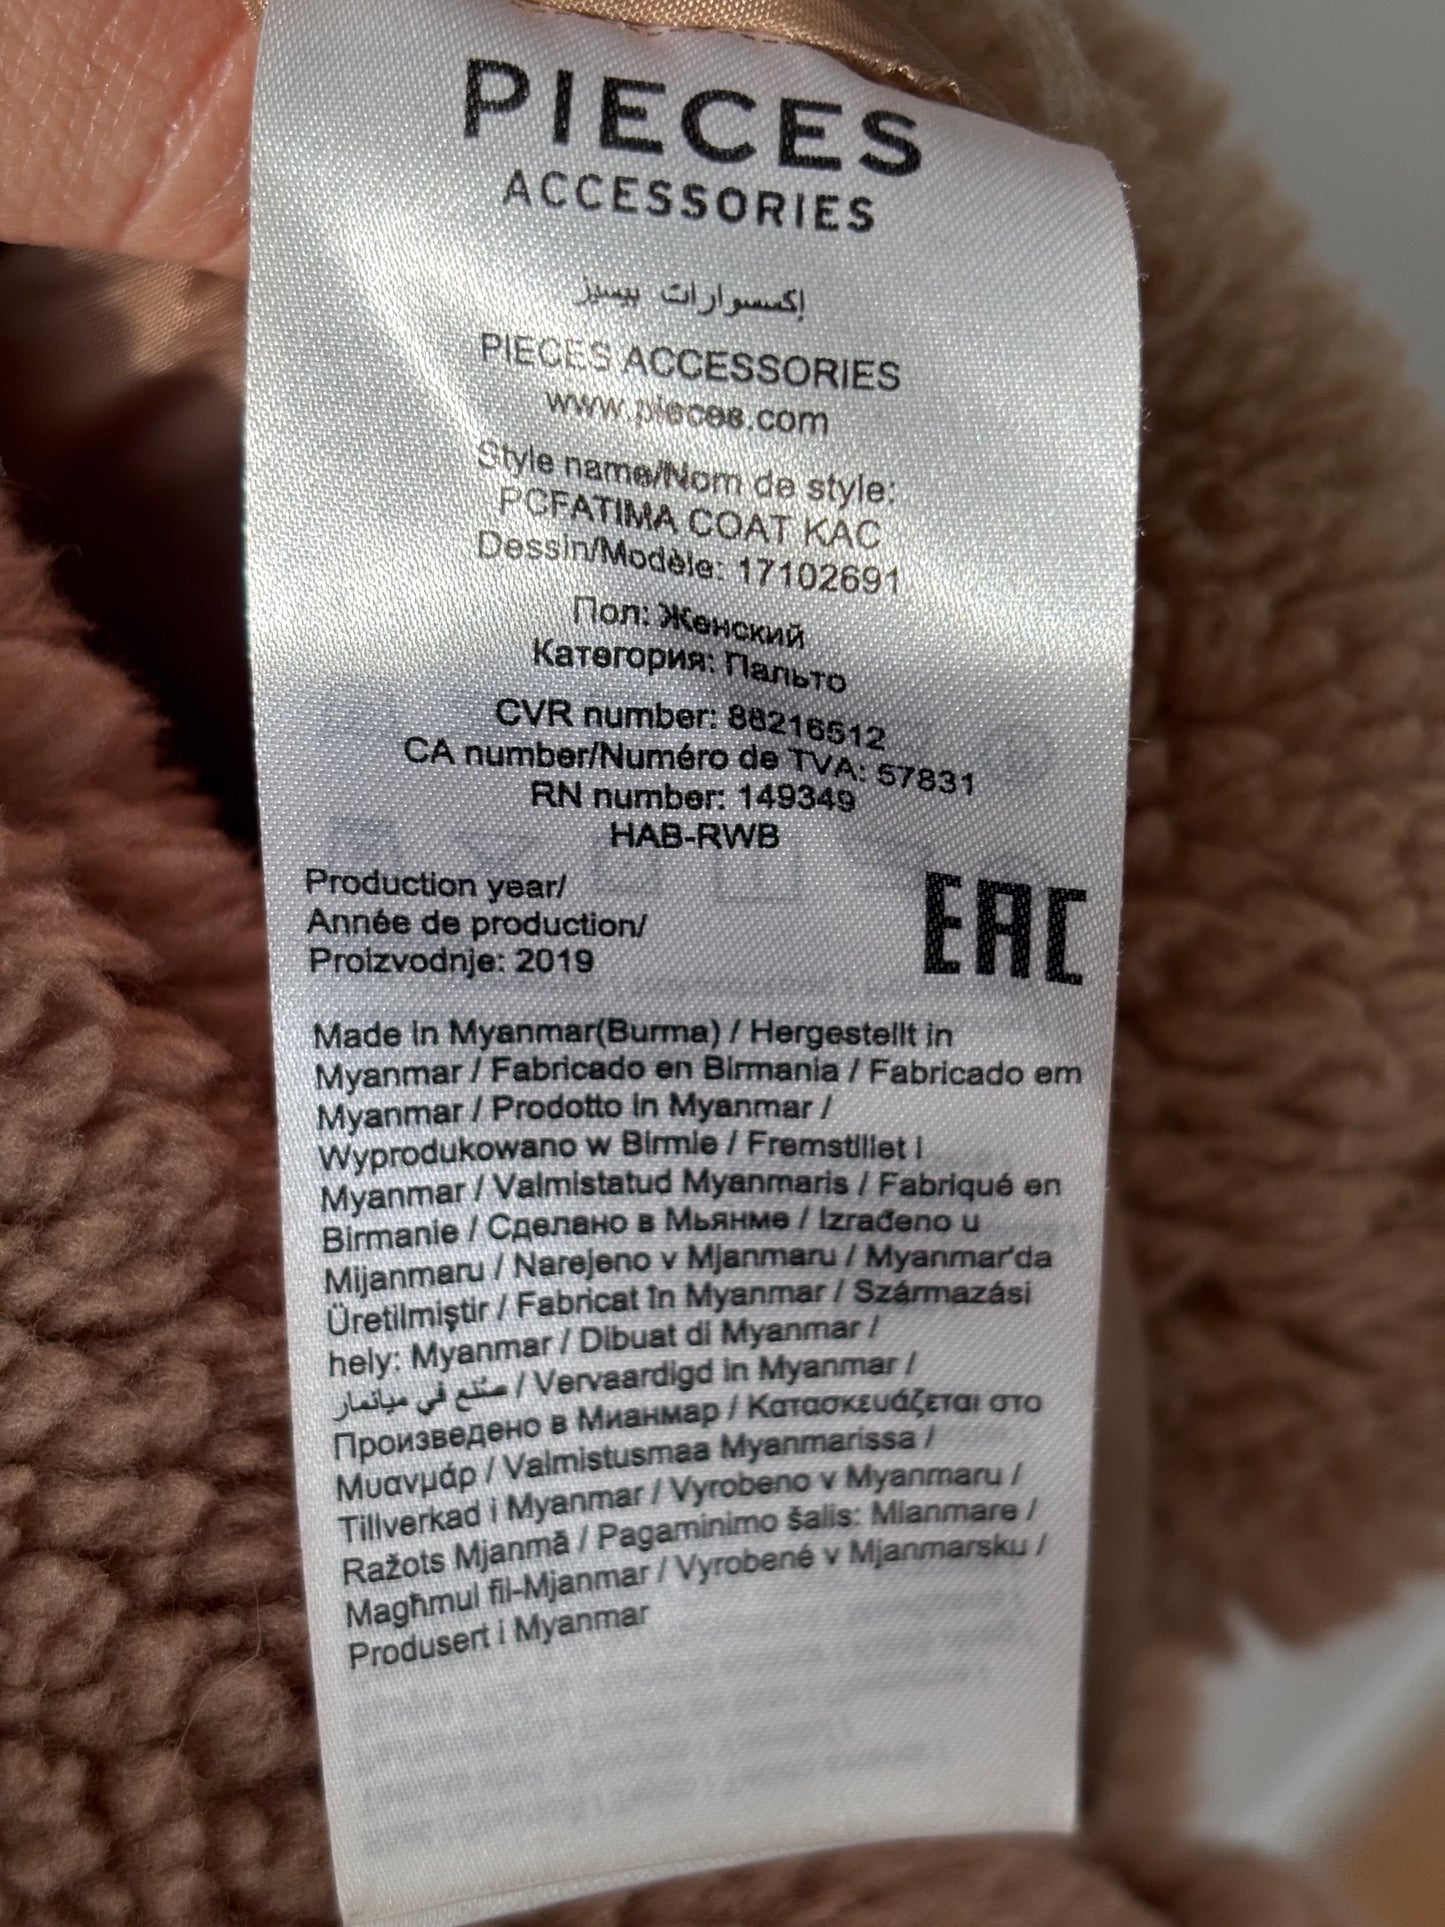 PIECES
ACCESSORIES
إكسسوارات بيسيز
PIECES ACCESSORIES
www.pieces.com
Style name/Nom de style:
PCFATIMA COAT KAC
Dessin/Modèle: 17102691
Пол: Женский
Категория: Пальто
CVR number: 88216512
CA number/Numéro de TVA: 57831
RN number: 149349
HAB-RWB
Production year/
Année de production/
Proizvodnje: 2019
EAC
Made in Myanmar(Burma) / Hergestellt in
Myanmar / Fabricado en Birmania / Fabricado em
Myanmar / Prodotto in Myanmar /
Wyprodukowano w Birmie / Fremstillet i
Myanmar / Valmistatud Myanmaris / Fabriqué en
Birmanie / Сделано в Мьянме / Izrađeno u
Mijanmaru / Narejeno v Mjanmaru / Myanmar'da
Üretilmiştir / Fabricat în Myanmar / Származási
hely: Myanmar / Dibuat di Myanmar /
صنع في ميانمار / Vervaardigd in Myanmar /
Произведено в Мианмар / Κατασκευάζεται στο
Μυανμάρ / Valmistusmaa Myanmarissa /
Tillverkad i Myanmar / Vyrobeno v Myanmaru /
Ražots Mjanmā / Pagaminimo šalis: Mianmare /
Magħmul fil-Mjanmar / Vyrobené v Mjanmarsku /
Produsert i Myanmar